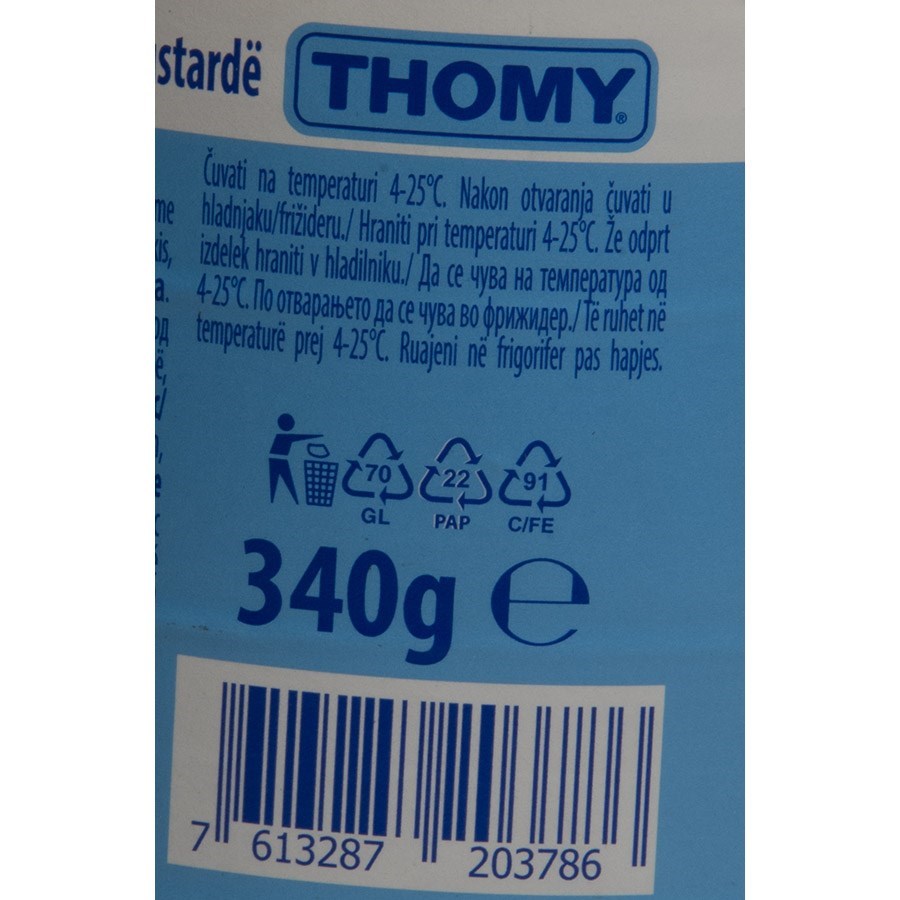 THOMY®
Čuvati na temperaturi 4-25°C. Nakon otvaranja čuvati u
hladnjaku/frižideru./ Hraniti pri temperaturi 4-25°C. Že odprt
izdelek hraniti v hladilniku./ Да се чува на температура од
4-25°C. По отварањето да се чува во фрижидер./ Të ruhet në
temperaturë prej 4-25°C. Ruajeni në frigorifer pas hapjes.
70 22 91
GL PAP C/FE
340g ℮
7 613287 203786